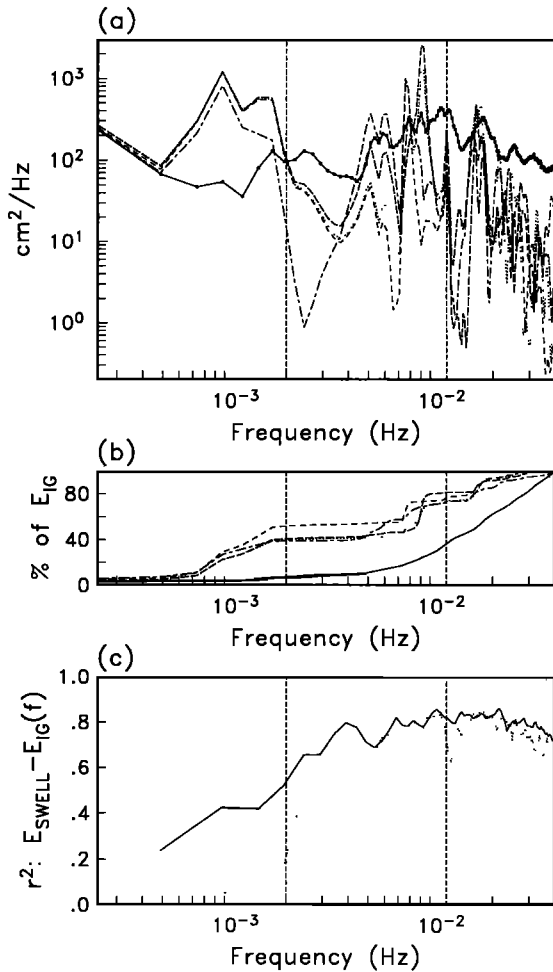 (a)
10³
10²
10¹
10⁰
cm²/Hz
10⁻³ 10⁻²
Frequency (Hz)
(b)
80
40
0
% of E_IG
10⁻³ 10⁻²
Frequency (Hz)
(c)
1.0
.8
.6
.4
.2
.0
r²: E_SWELL−E_IG(f)
10⁻³ 10⁻²
Frequency (Hz)